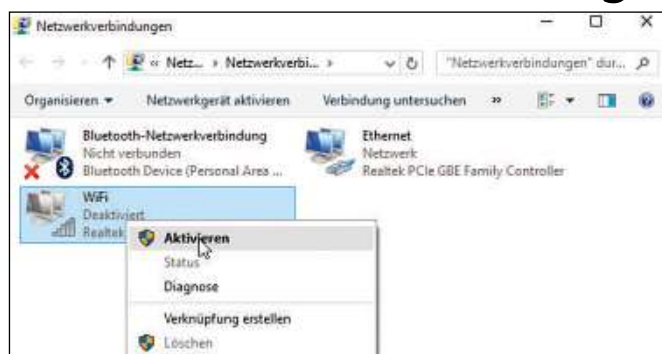 Netzwerkverbindungen
« Netz... › Netzwerkverbi... › "Netzwerkverbindungen" dur...
Organisieren Netzwerkgerät aktivieren Verbindung untersuchen »
Bluetooth-Netzwerkverbindung
Nicht verbunden
Bluetooth Device (Personal Area ...
Ethernet
Netzwerk
Realtek PCIe GBE Family Controller
WiFi
Deaktiviert
Realtek
Aktivieren
Status
Diagnose
Verknüpfung erstellen
Löschen